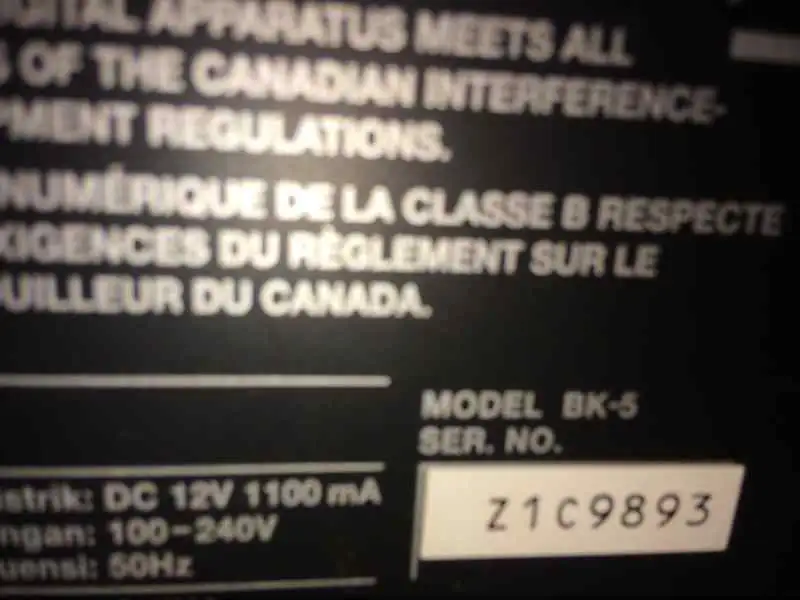 DIGITAL APPARATUS MEETS ALL
OF THE CANADIAN INTERFERENCE-
PMENT REGULATIONS.
NUMÉRIQUE DE LA CLASSE B RESPECTE
XIGENCES DU RÈGLEMENT SUR LE
UILLEUR DU CANADA.
MODEL BK-5
SER. NO.
Z1C9893
istrik: DC 12V 1100 mA
ngan: 100-240V
uensi: 50Hz